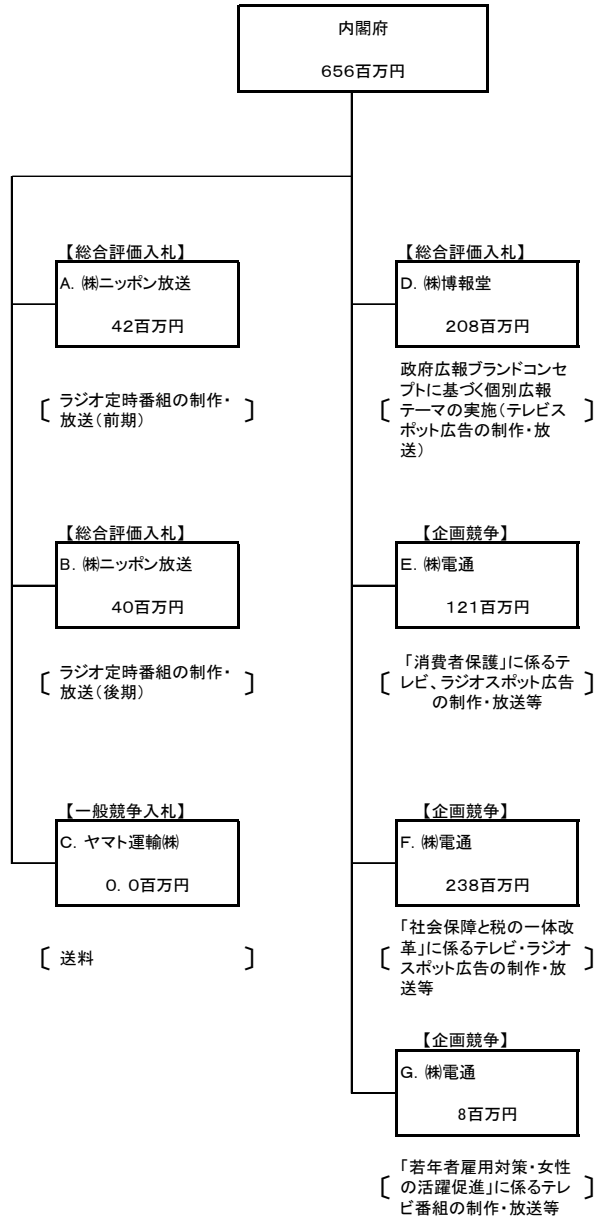 内閣府
656百万円
【総合評価入札】
A. ㈱ニッポン放送
42百万円
〔 ラジオ定時番組の制作・
放送(前期) 〕
【総合評価入札】
B. ㈱ニッポン放送
40百万円
〔 ラジオ定時番組の制作・
放送(後期) 〕
【一般競争入札】
C. ヤマト運輸㈱
0. 0百万円
〔 送料 〕
【総合評価入札】
D. ㈱博報堂
208百万円
〔 政府広報ブランドコンセ
プトに基づく個別広報
テーマの実施(テレビス
ポット広告の制作・放
送) 〕
【企画競争】
E. ㈱電通
121百万円
〔 「消費者保護」に係るテ
レビ、ラジオスポット広告
の制作・放送等 〕
【企画競争】
F. ㈱電通
238百万円
〔 「社会保障と税の一体改
革」に係るテレビ・ラジオ
スポット広告の制作・放
送等 〕
【企画競争】
G. ㈱電通
8百万円
〔 「若年者雇用対策・女性
の活躍促進」に係るテレ
ビ番組の制作・放送等 〕